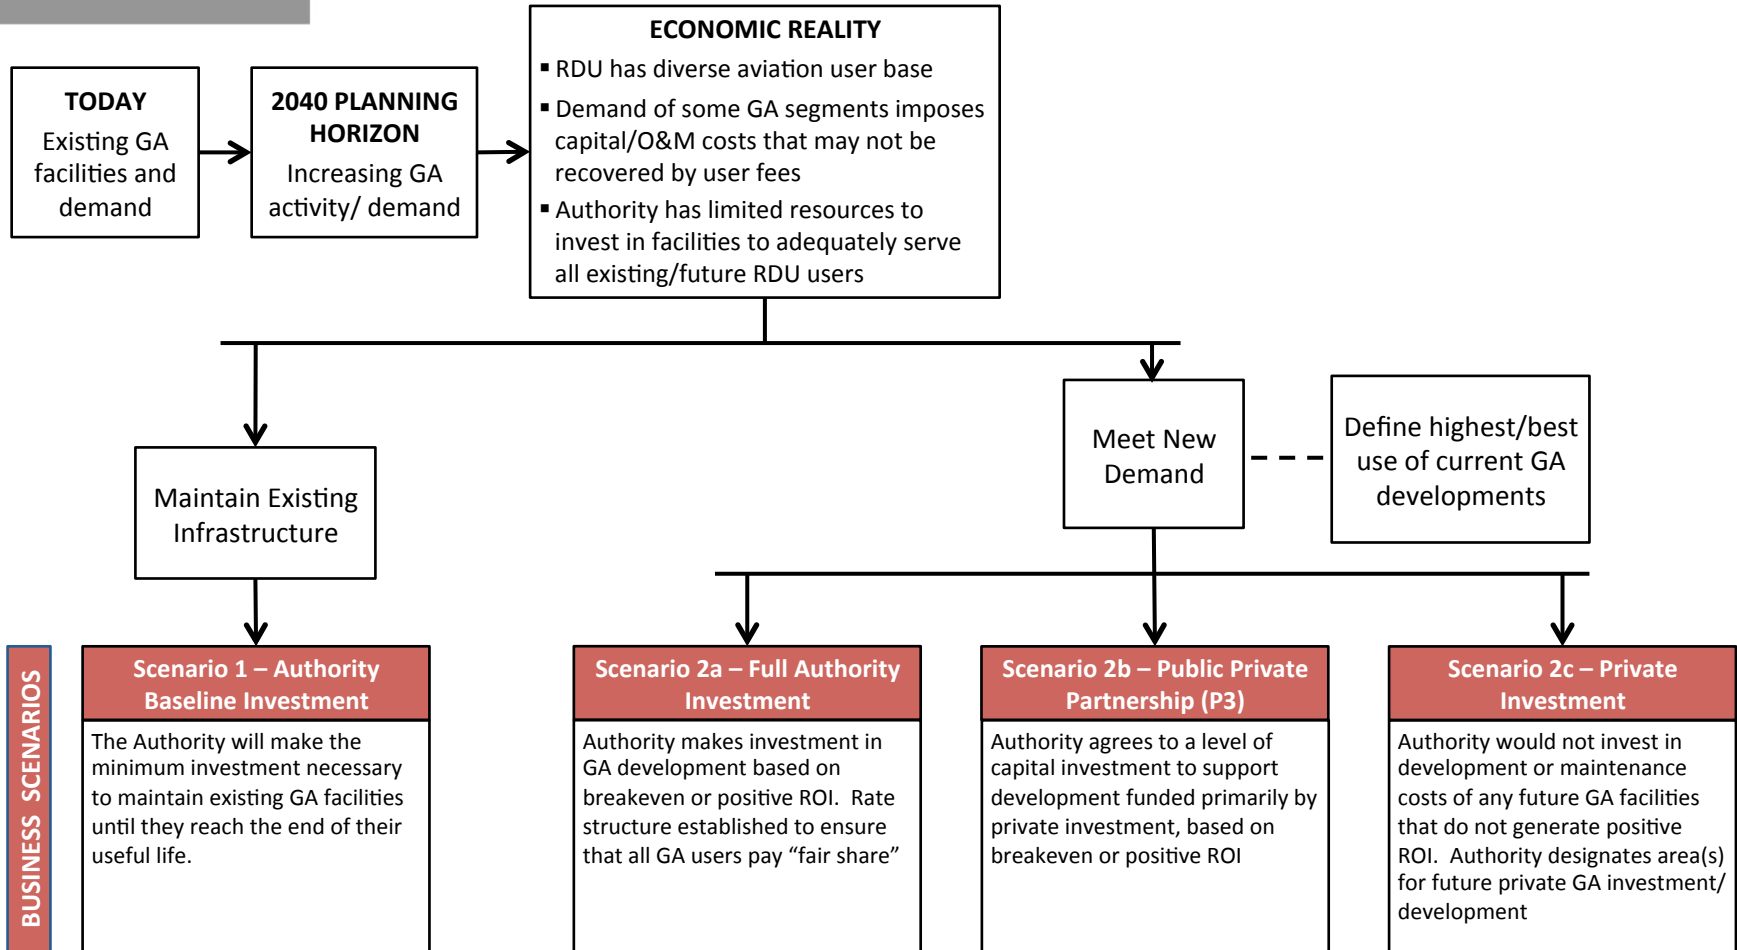 TODAY
Existing GA
facilities and
demand
2040 PLANNING
HORIZON
Increasing GA
activity/ demand
ECONOMIC REALITY
▪ RDU has diverse aviation user base
▪ Demand of some GA segments imposes
capital/O&M costs that may not be
recovered by user fees
▪ Authority has limited resources to
invest in facilities to adequately serve
all existing/future RDU users
Maintain Existing
Infrastructure
Meet New
Demand
Define highest/best
use of current GA
developments
BUSINESS SCENARIOS
Scenario 1 – Authority
Baseline Investment
The Authority will make the
minimum investment necessary
to maintain existing GA facilities
until they reach the end of their
useful life.
Scenario 2a – Full Authority
Investment
Authority makes investment in
GA development based on
breakeven or positive ROI. Rate
structure established to ensure
that all GA users pay “fair share”
Scenario 2b – Public Private
Partnership (P3)
Authority agrees to a level of
capital investment to support
development funded primarily by
private investment, based on
breakeven or positive ROI
Scenario 2c – Private
Investment
Authority would not invest in
development or maintenance
costs of any future GA facilities
that do not generate positive
ROI. Authority designates area(s)
for future private GA investment/
development